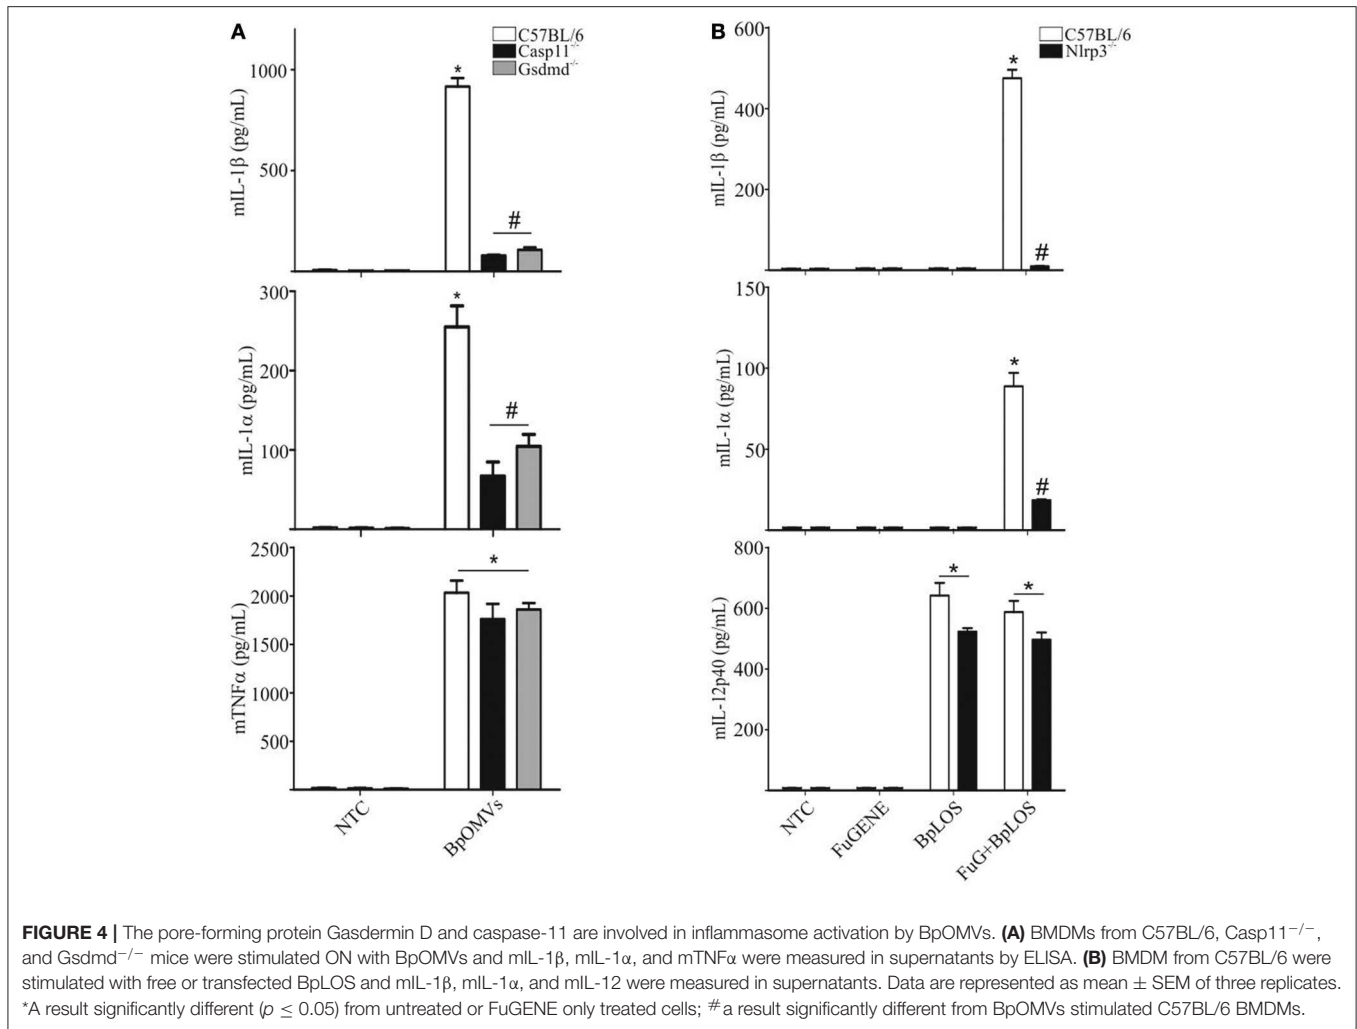 A
C57BL/6
Casp11-/-
Gsdmd-/-
mIL-1β (pg/mL)
1000
500
*
#
mIL-1α (pg/mL)
300
200
100
*
#
mTNFα (pg/mL)
2500
2000
1500
1000
500
*
NTC
BpOMVs
B
C57BL/6
Nlrp3-/-
mIL-1β (pg/mL)
600
400
200
*
#
mIL-1α (pg/mL)
150
100
50
*
#
mIL-12p40 (pg/mL)
800
600
400
200
*
*
NTC
FuGENE
BpLOS
FuG+BpLOS
FIGURE 4 | The pore-forming protein Gasdermin D and caspase-11 are involved in inflammasome activation by BpOMVs. (A) BMDMs from C57BL/6, Casp11−/−,
and Gsdmd−/− mice were stimulated ON with BpOMVs and mIL-1β, mIL-1α, and mTNFα were measured in supernatants by ELISA. (B) BMDM from C57BL/6 were
stimulated with free or transfected BpLOS and mIL-1β, mIL-1α, and mIL-12 were measured in supernatants. Data are represented as mean ± SEM of three replicates.
*A result significantly different (p ≤ 0.05) from untreated or FuGENE only treated cells; #a result significantly different from BpOMVs stimulated C57BL/6 BMDMs.